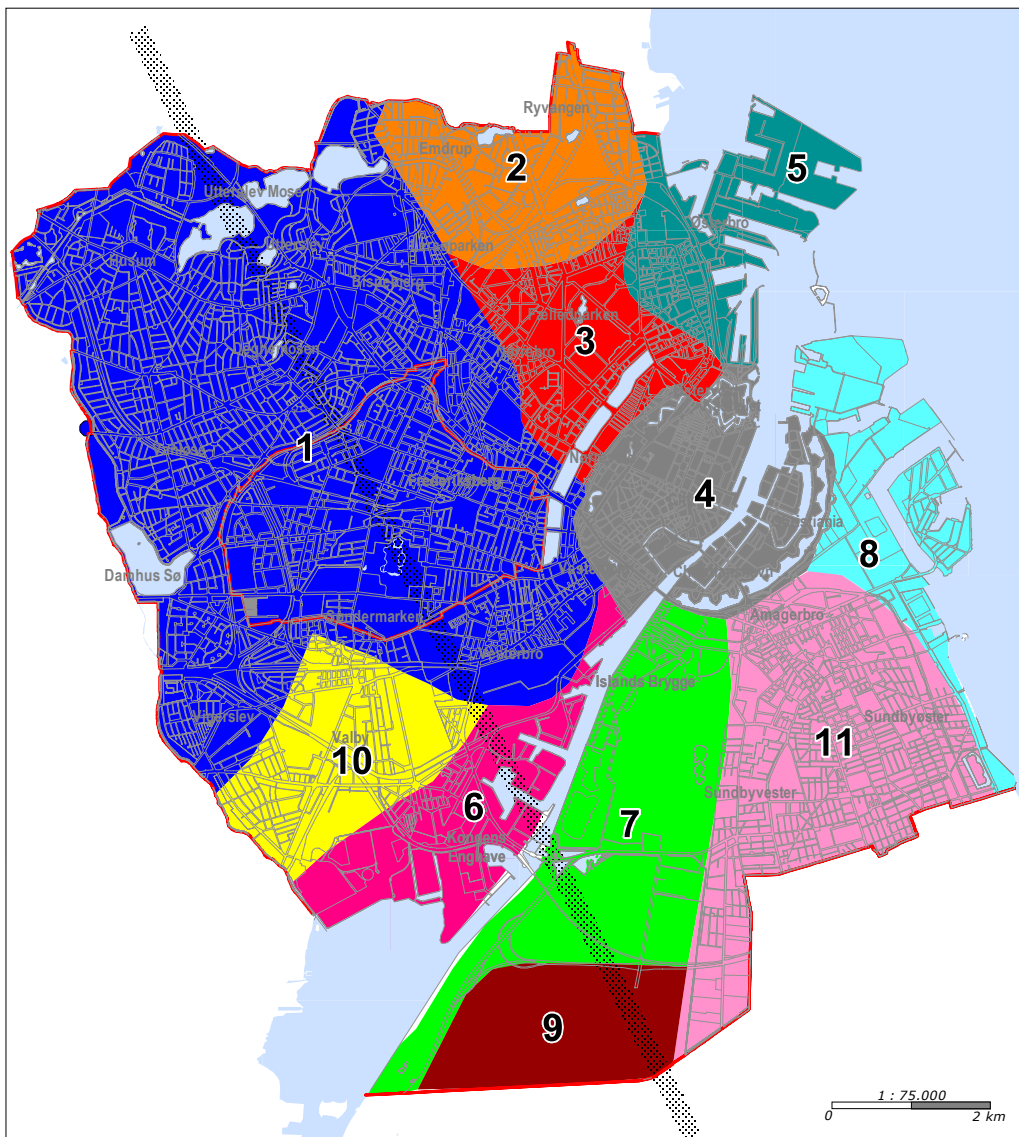 Ryvangen
2
5
Emdrup
Utterslev Mose
Østerbro
Utterslev
Husum
Bispebjerg
Fælledparken
3
Nørrebro
1
Frederiksberg
4
Christiania
8
Damhus Sø
Søndermarken
Amagerbro
Vesterbro
Islands Brygge
Vigerslev
Valby
10
Sundbyøster
11
Sundbyvester
6
7
Kongens
Enghave
9
1 : 75.000
0
2 km